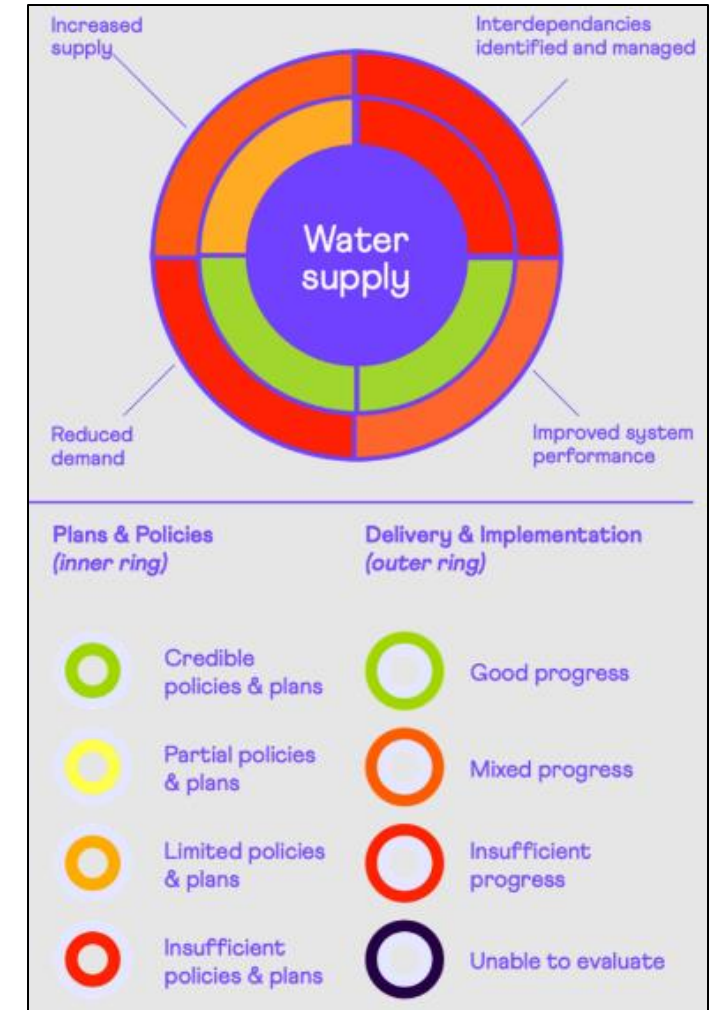 Increased
supply
Interdependancies
identified and managed
Water
supply
Reduced
demand
Improved system
performance
Plans & Policies
(inner ring)
Delivery & Implementation
(outer ring)
Credible
policies & plans
Good progress
Partial policies
& plans
Mixed progress
Limited policies
& plans
Insufficient
progress
Insufficient
policies & plans
Unable to evaluate